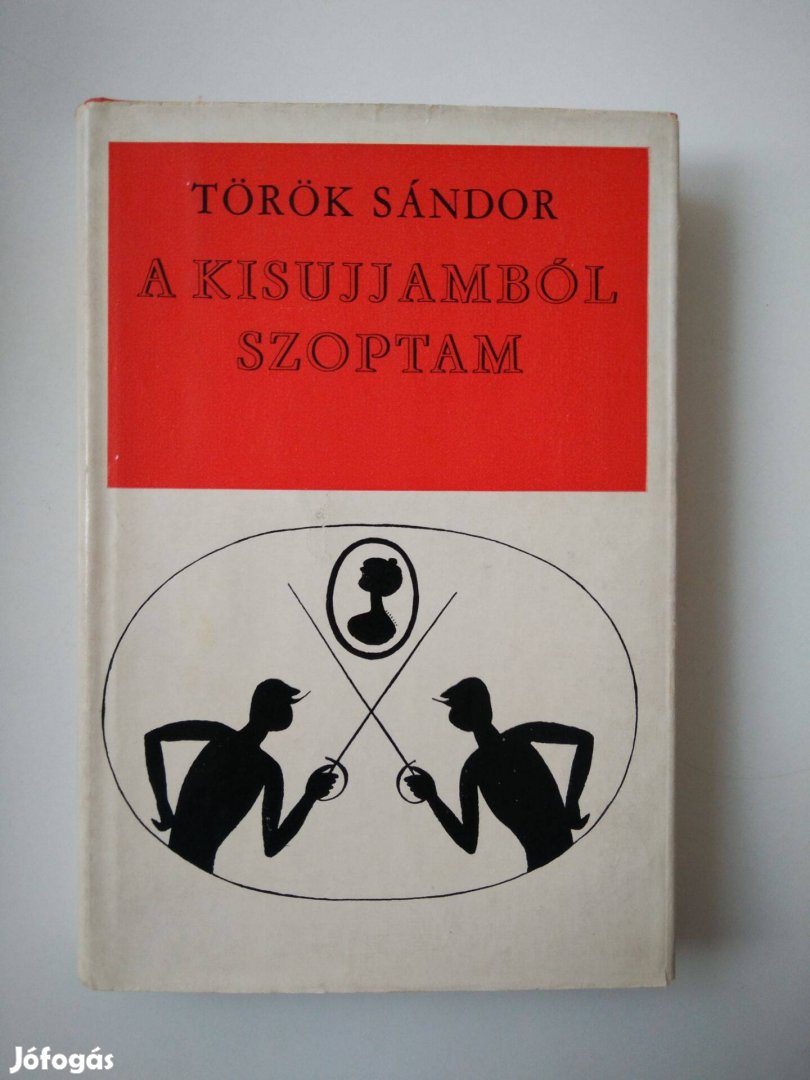 TÖRÖK SÁNDOR
A KISUJJAMBÓL
SZOPTAM
Jófogás